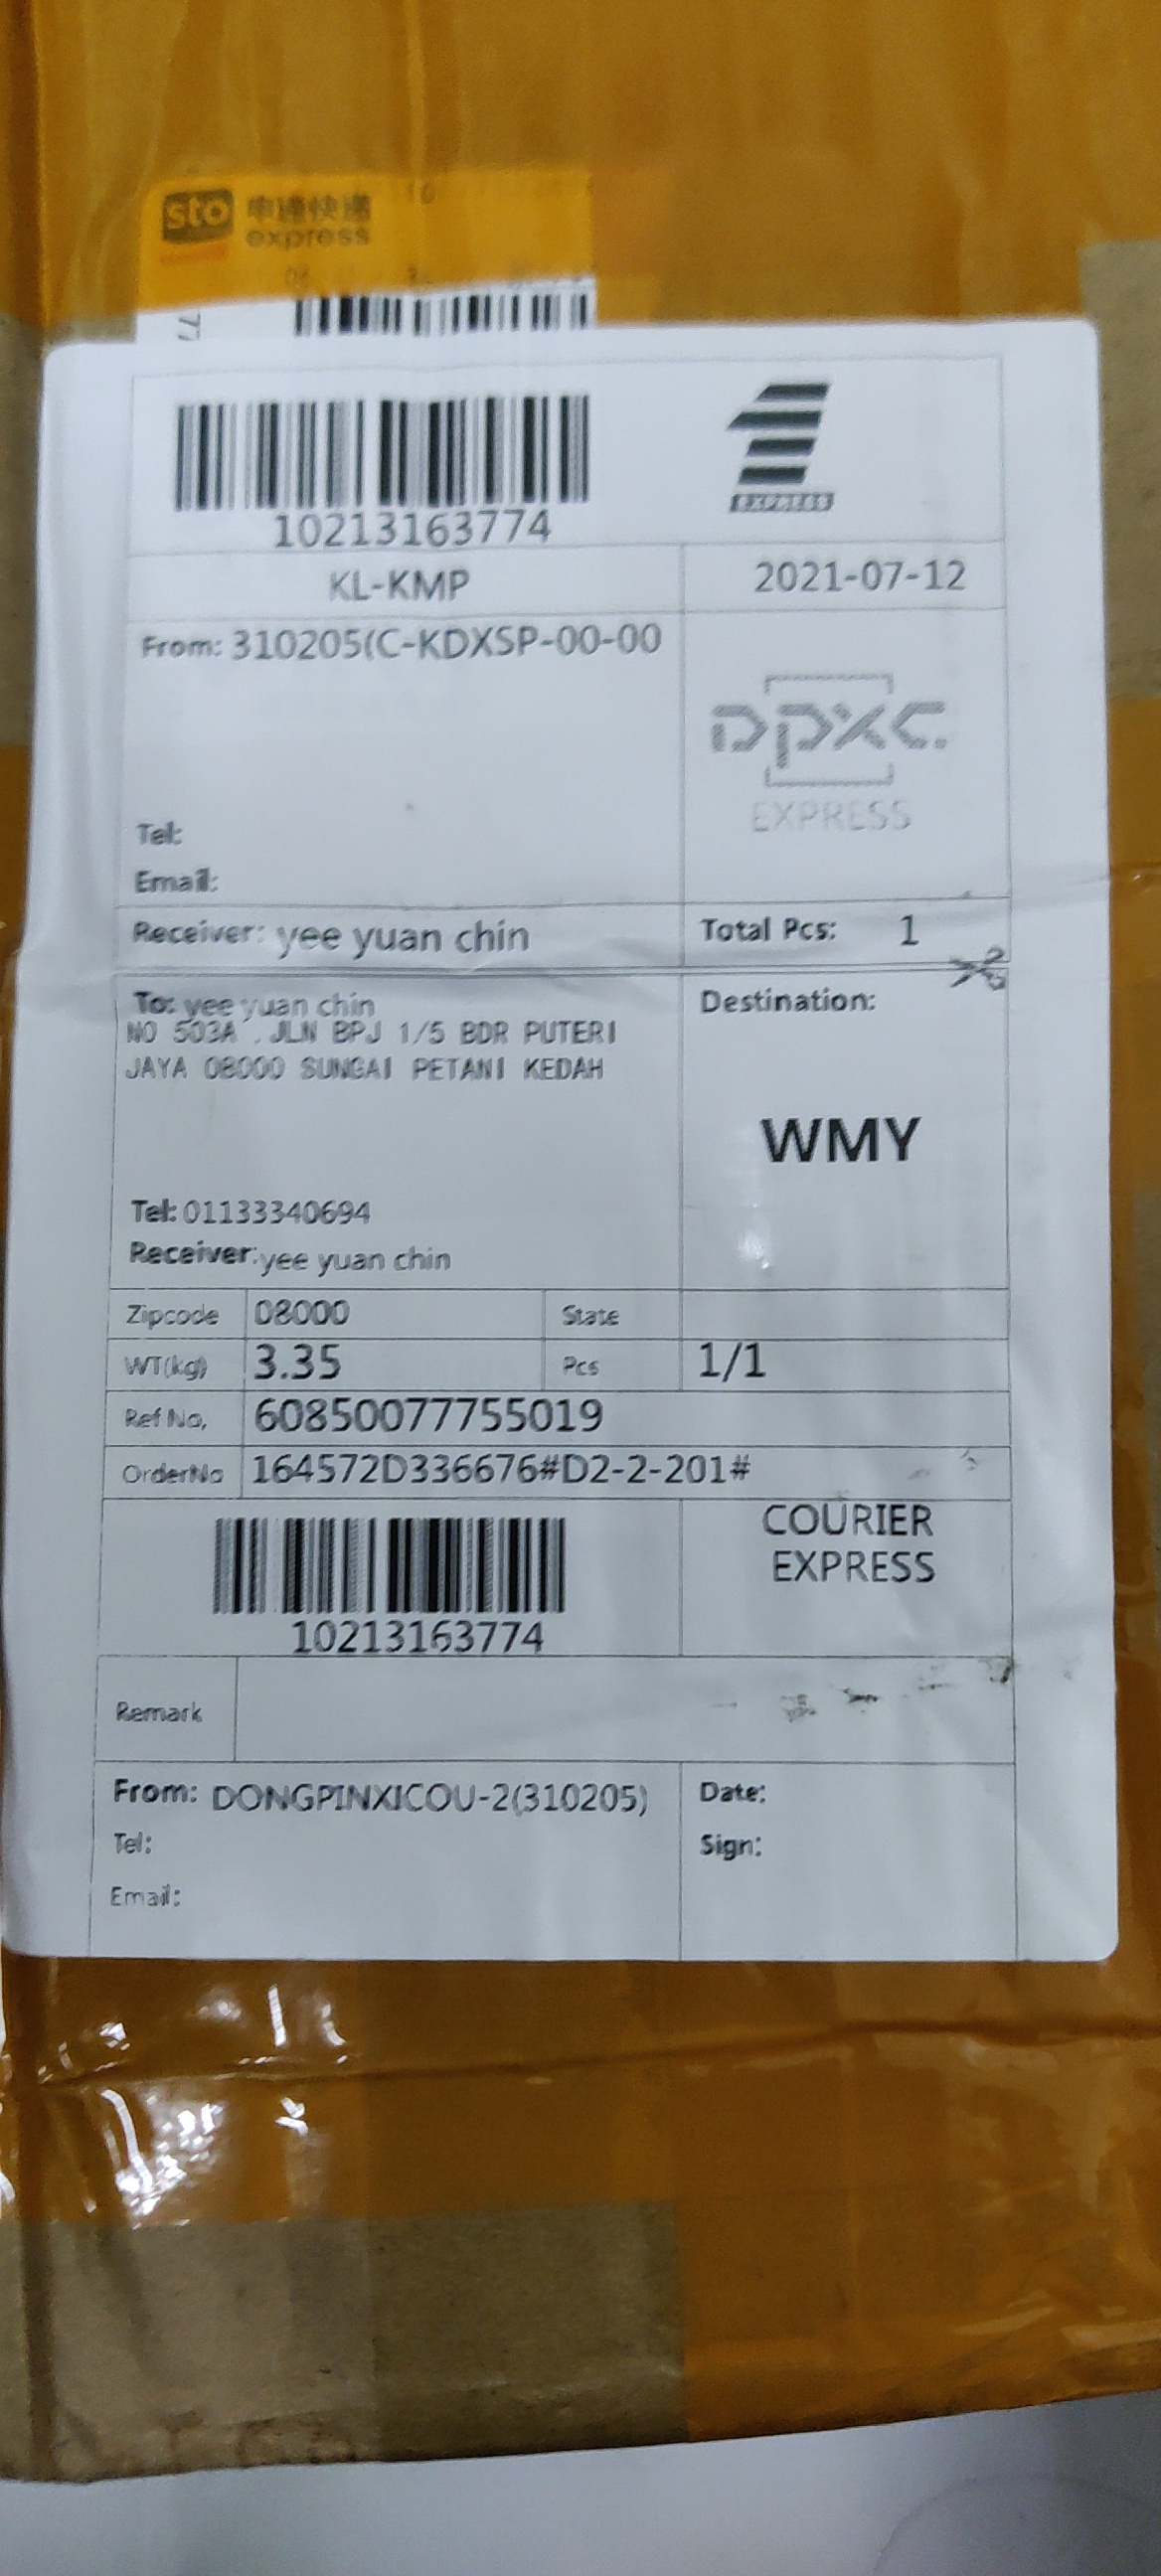 sto 申通快递
express
10213163774
EXPRESS
KL-KMP
2021-07-12
From: 310205(C-KDXSP-00-00
DPXC.
EXPRESS
Tel:
Email:
Receiver: yee yuan chin
Total Pcs: 1
To: yee yuan chin
NO 503A , JLN BPJ 1/5 BDR PUTERI
JAYA 08000 SUNGAI PETANI KEDAH
Destination:
WMY
Tel: 01133340694
Receiver: yee yuan chin
Zipcode 08000 State
WT(kg) 3.35 Pcs 1/1
Ref No, 60850077755019
OrderNo 164572D336676#D2-2-201#
COURIER
EXPRESS
10213163774
Remark
From: DONGPINXICOU-2(310205)
Date:
Tel:
Sign:
Email: